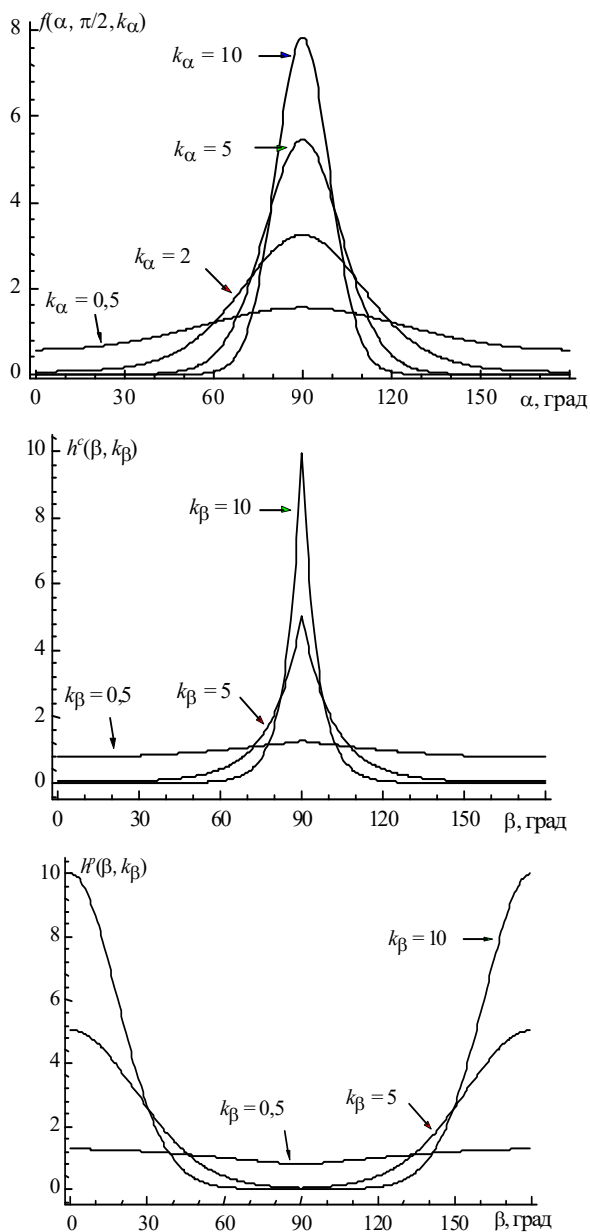 f(α, π/2, kα)
8
kα = 10
6
kα = 5
4
kα = 2
2
kα = 0,5
0
0 30 60 90 120 150
α, град
10
hᶜ(β, kβ)
kβ = 10
8
6
4
kβ = 5
kβ = 0,5
2
0
0 30 60 90 120 150
β, град
10
hᵖ(β, kβ)
kβ = 10
8
6
4
kβ = 0,5
kβ = 5
2
0
0 30 60 90 120 150
β, град